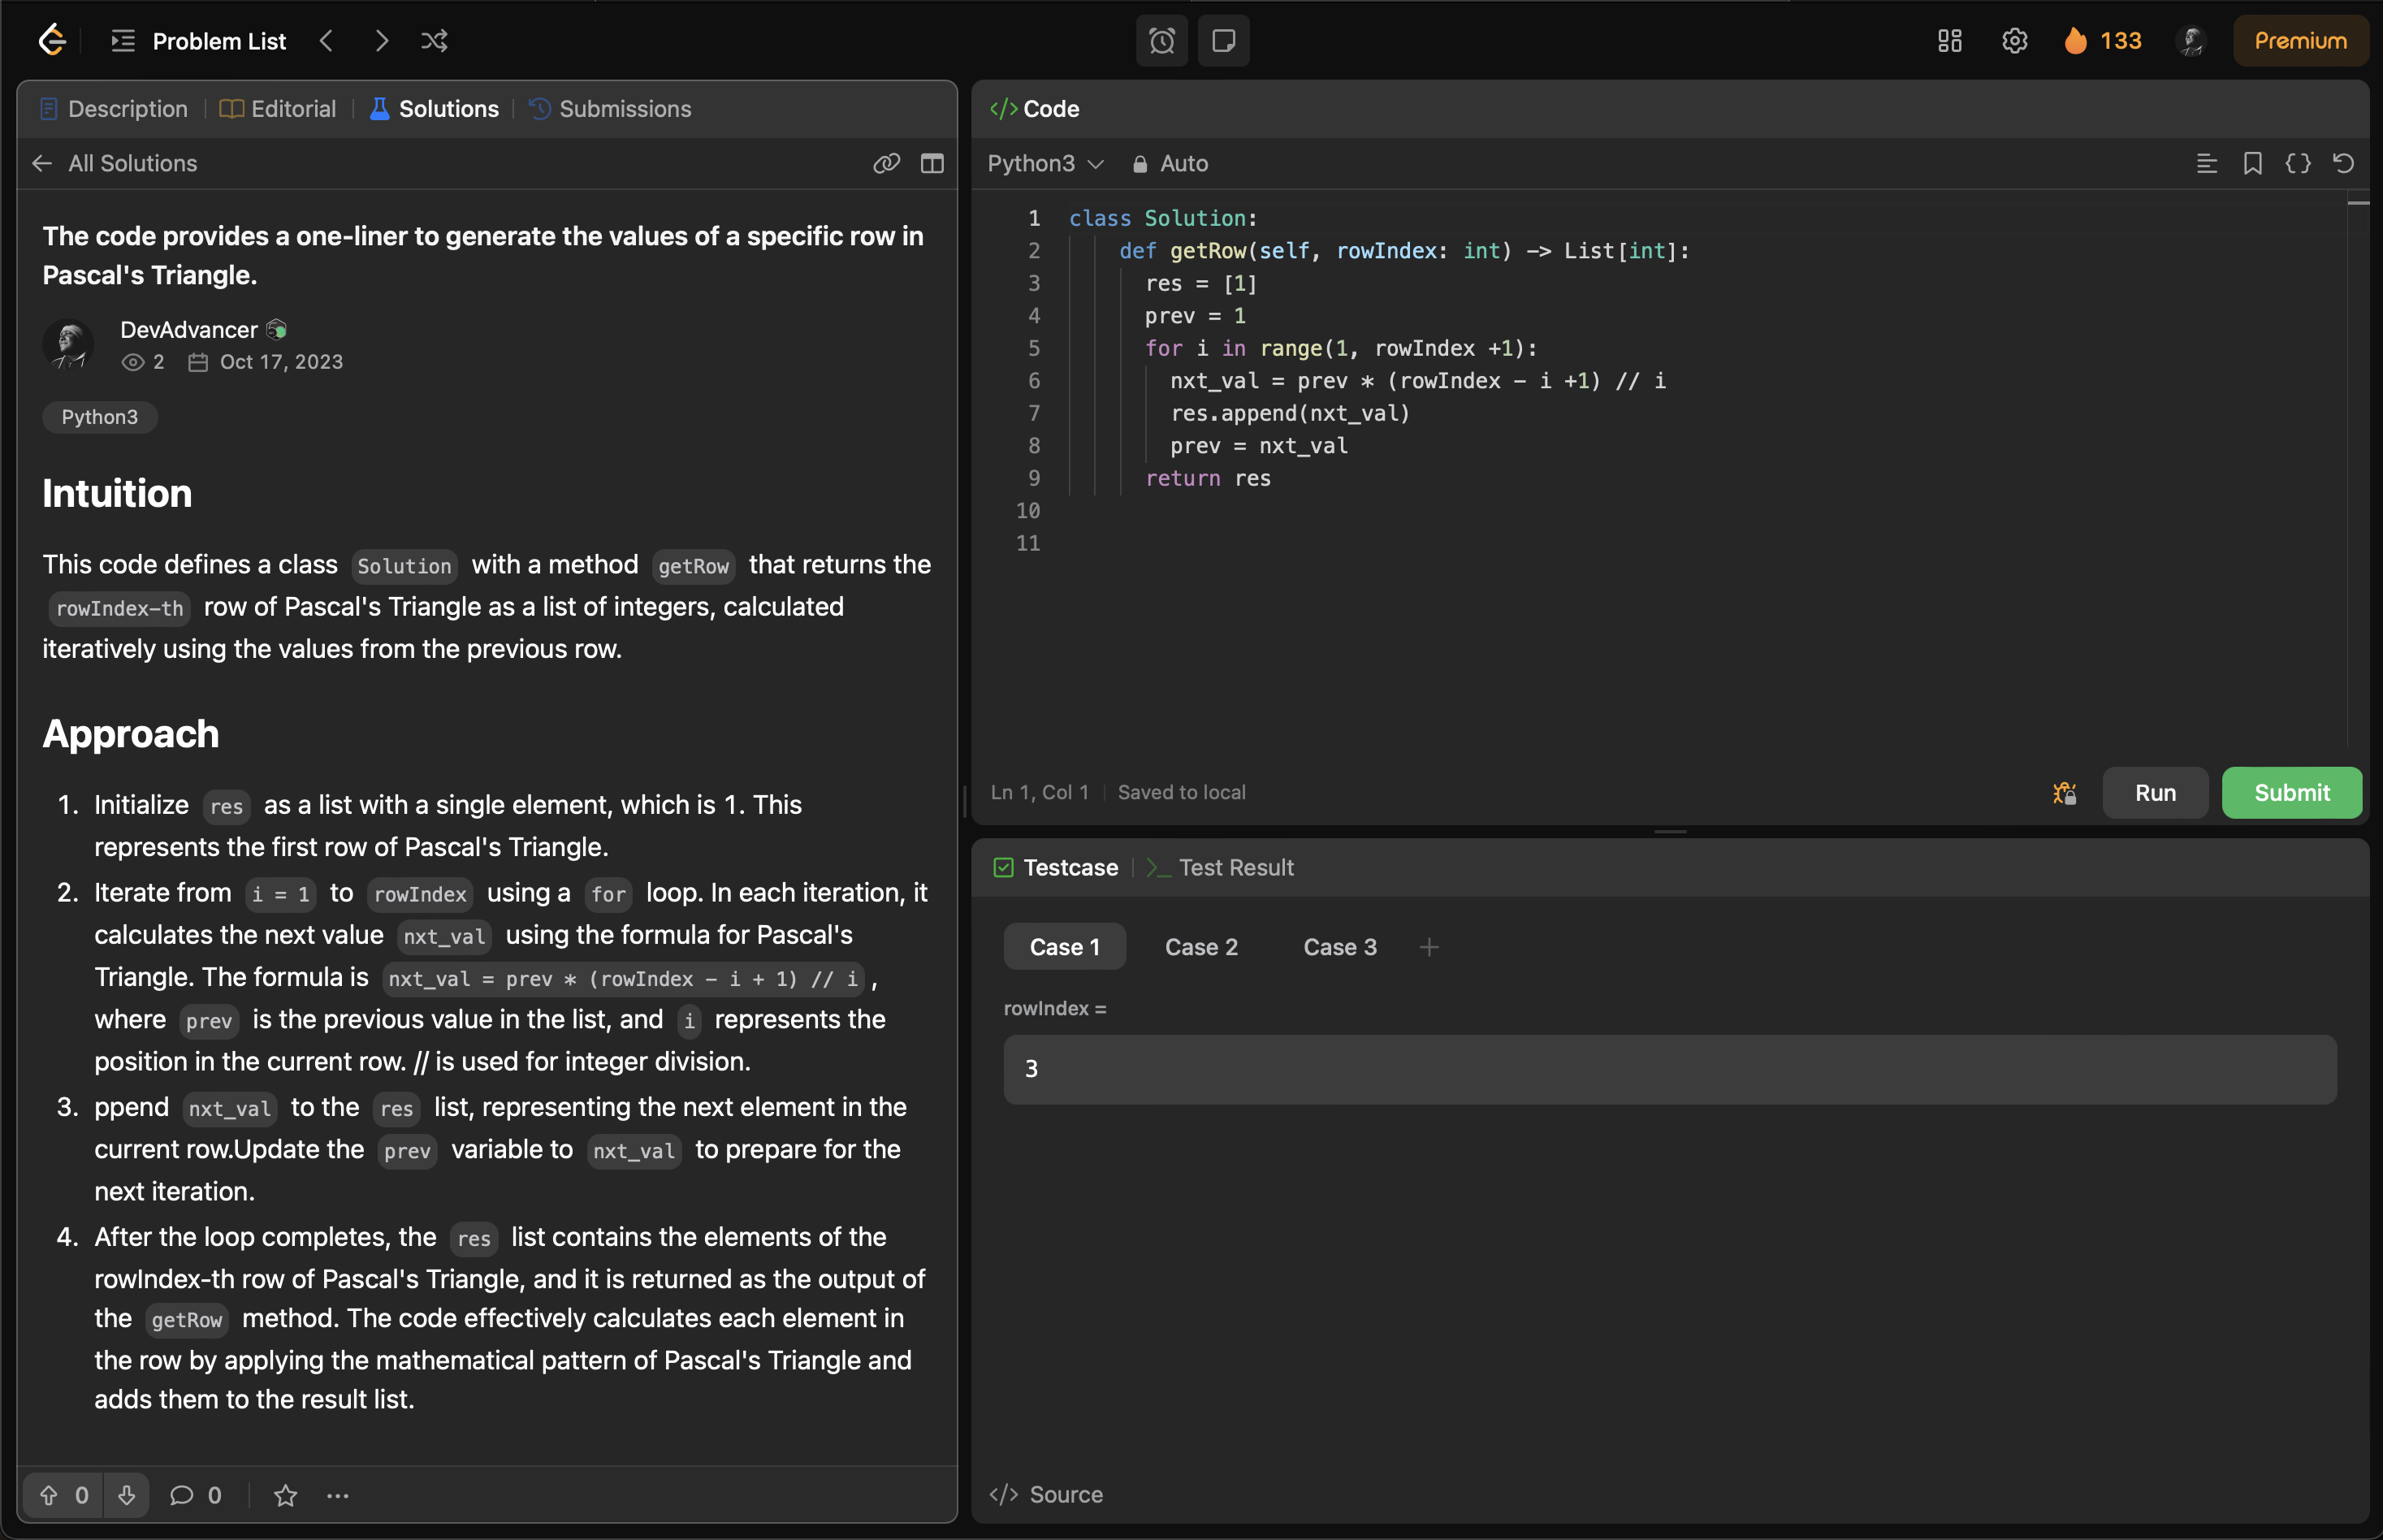 Problem List
133
Premium
Description
Editorial
Solutions
Submissions
All Solutions
The code provides a one-liner to generate the values of a specific row in
Pascal's Triangle.
DevAdvancer
2 Oct 17, 2023
Python3
Intuition
This code defines a class Solution with a method getRow that returns the
rowIndex-th row of Pascal's Triangle as a list of integers, calculated
iteratively using the values from the previous row.
Approach
1. Initialize res as a list with a single element, which is 1. This
represents the first row of Pascal's Triangle.
2. Iterate from i = 1 to rowIndex using a for loop. In each iteration, it
calculates the next value nxt_val using the formula for Pascal's
Triangle. The formula is nxt_val = prev * (rowIndex - i + 1) // i ,
where prev is the previous value in the list, and i represents the
position in the current row. // is used for integer division.
3. ppend nxt_val to the res list, representing the next element in the
current row.Update the prev variable to nxt_val to prepare for the
next iteration.
4. After the loop completes, the res list contains the elements of the
rowIndex-th row of Pascal's Triangle, and it is returned as the output of
the getRow method. The code effectively calculates each element in
the row by applying the mathematical pattern of Pascal's Triangle and
adds them to the result list.
0
0
</> Code
Python3
Auto
1 class Solution:
2 def getRow(self, rowIndex: int) -> List[int]:
3 res = [1]
4 prev = 1
5 for i in range(1, rowIndex +1):
6 nxt_val = prev * (rowIndex - i +1) // i
7 res.append(nxt_val)
8 prev = nxt_val
9 return res
10
11
Ln 1, Col 1
Saved to local
Run
Submit
Testcase
>_ Test Result
Case 1
Case 2
Case 3
+
rowIndex =
3
</> Source